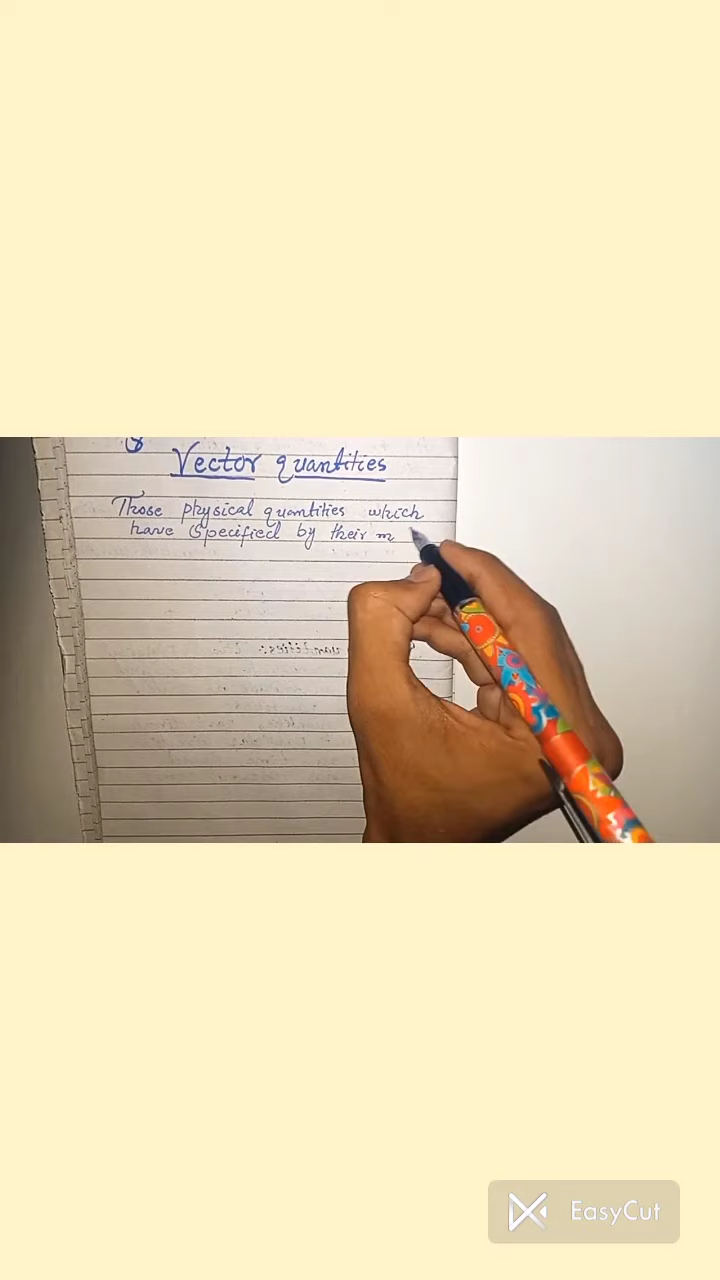 Vector quantities
Those physical quantities which
have specified by their m
EasyCut